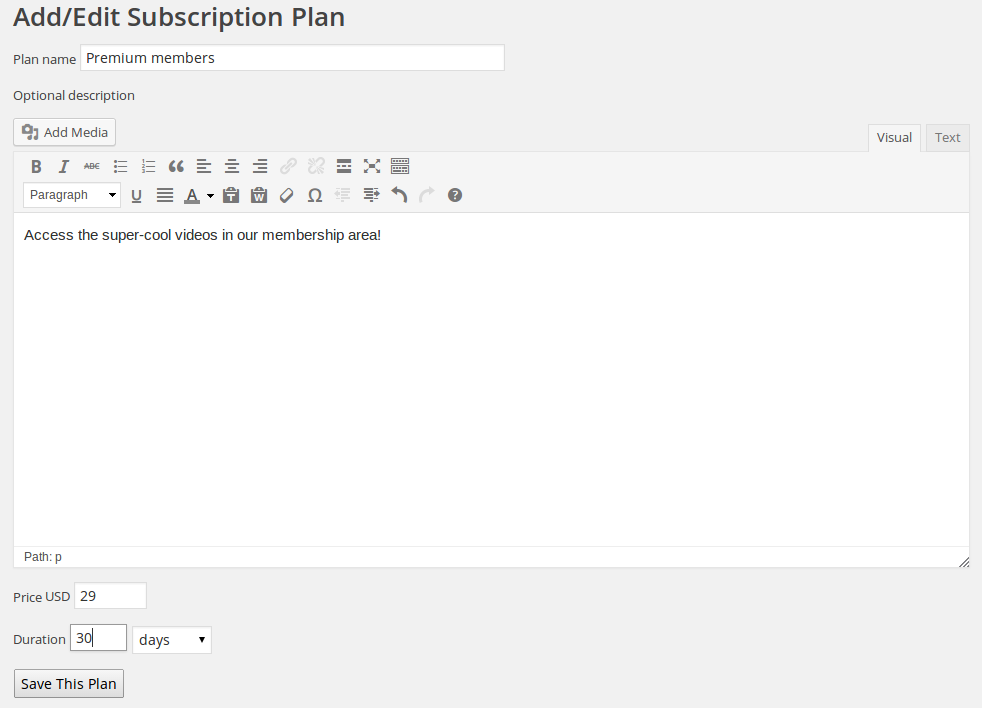 Add/Edit Subscription Plan
Plan name Premium members
Optional description
Add Media
Visual Text
B I ABC
Paragraph U A T W Ω ?
Access the super-cool videos in our membership area!
Path: p
Price USD 29
Duration 30 days
Save This Plan